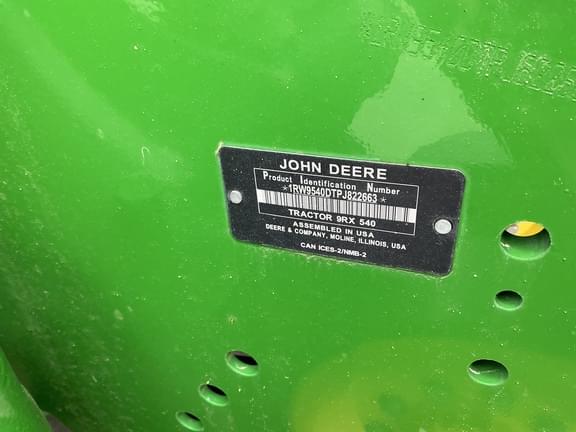 JOHN DEERE
Product Identification Number
*1RW9540DTPJ822663*
TRACTOR 9RX 540
ASSEMBLED IN USA
DEERE & COMPANY, MOLINE, ILLINOIS, USA
CAN ICES-2/NMB-2